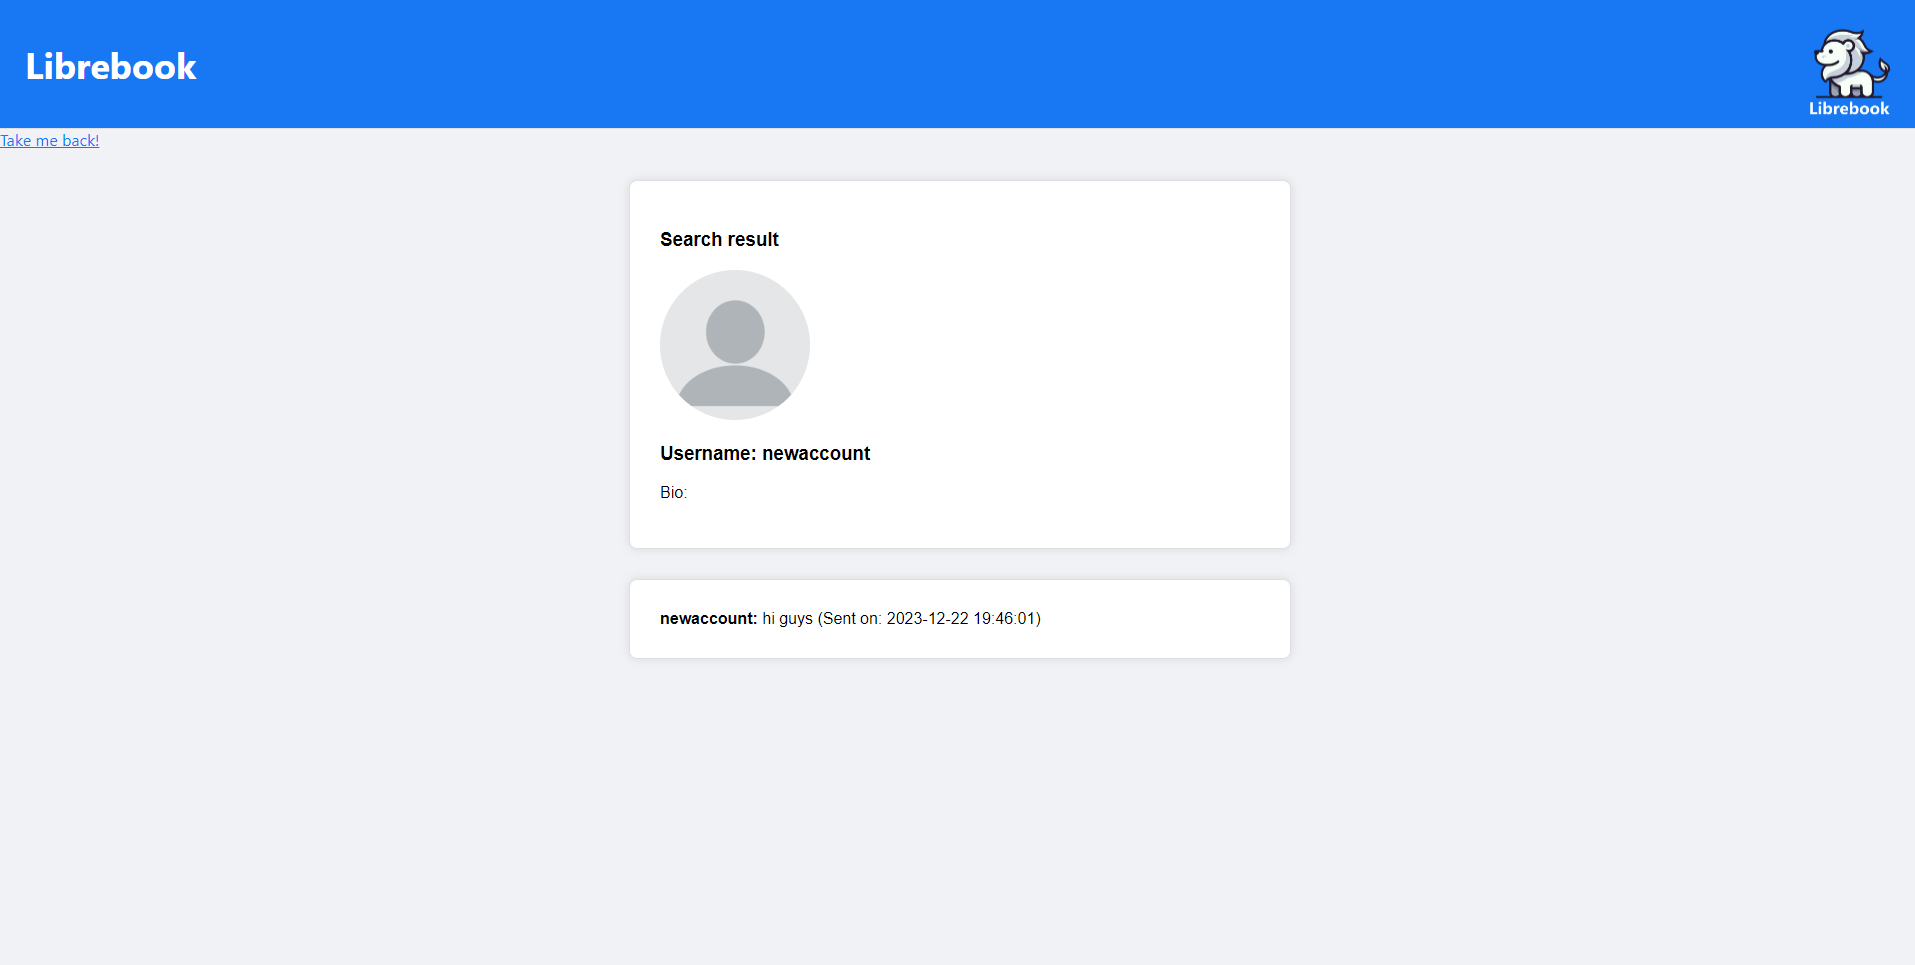 Librebook
Librebook
Take me back!
Search result
Username: newaccount
Bio:
newaccount: hi guys (Sent on: 2023-12-22 19:46:01)